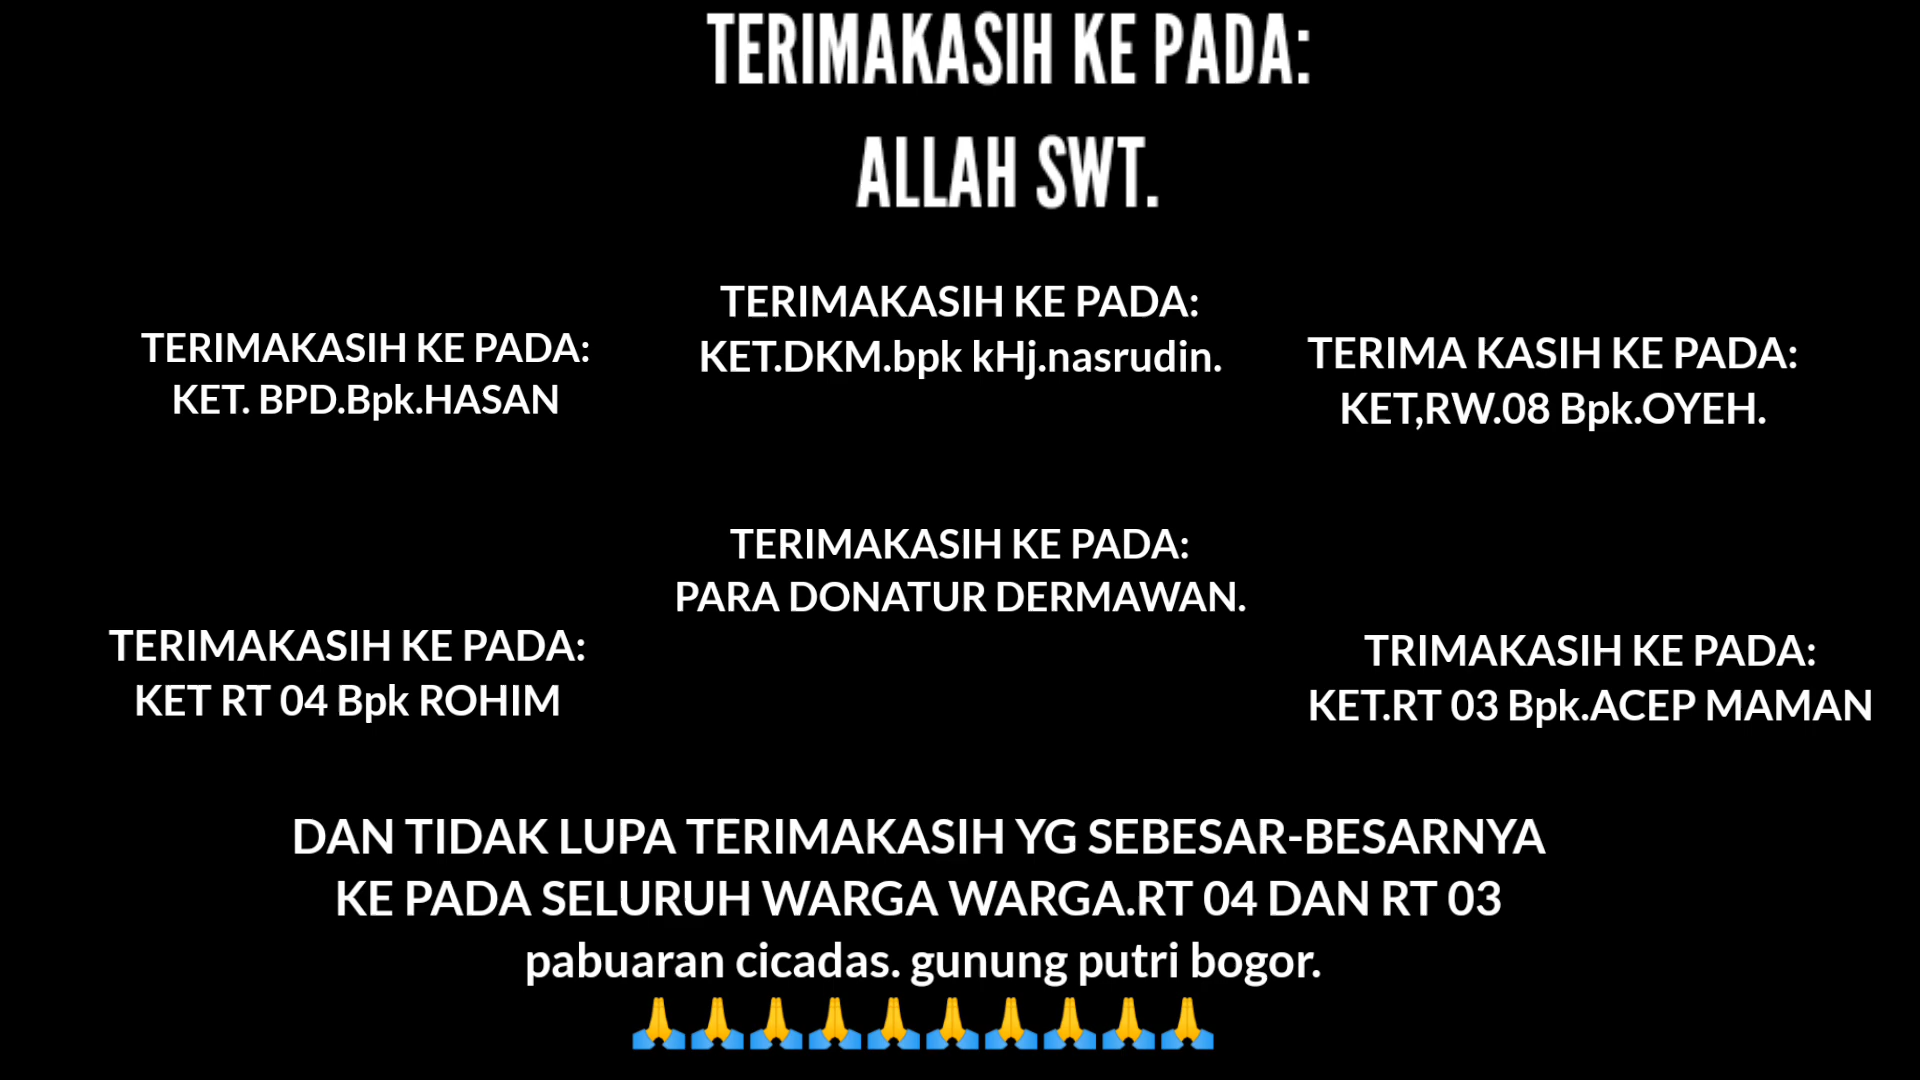 TERIMAKASIH KE PADA:
ALLAH SWT.
TERIMAKASIH KE PADA:
KET. BPD.Bpk.HASAN
TERIMAKASIH KE PADA:
KET.DKM.bpk kHj.nasrudin.
TERIMA KASIH KE PADA:
KET,RW.08 Bpk.OYEH.
TERIMAKASIH KE PADA:
PARA DONATUR DERMAWAN.
TERIMAKASIH KE PADA:
KET RT 04 Bpk ROHIM
TRIMAKASIH KE PADA:
KET.RT 03 Bpk.ACEP MAMAN
DAN TIDAK LUPA TERIMAKASIH YG SEBESAR-BESARNYA
KE PADA SELURUH WARGA WARGA.RT 04 DAN RT 03
pabuaran cicadas. gunung putri bogor.
🙏🙏🙏🙏🙏🙏🙏🙏🙏🙏